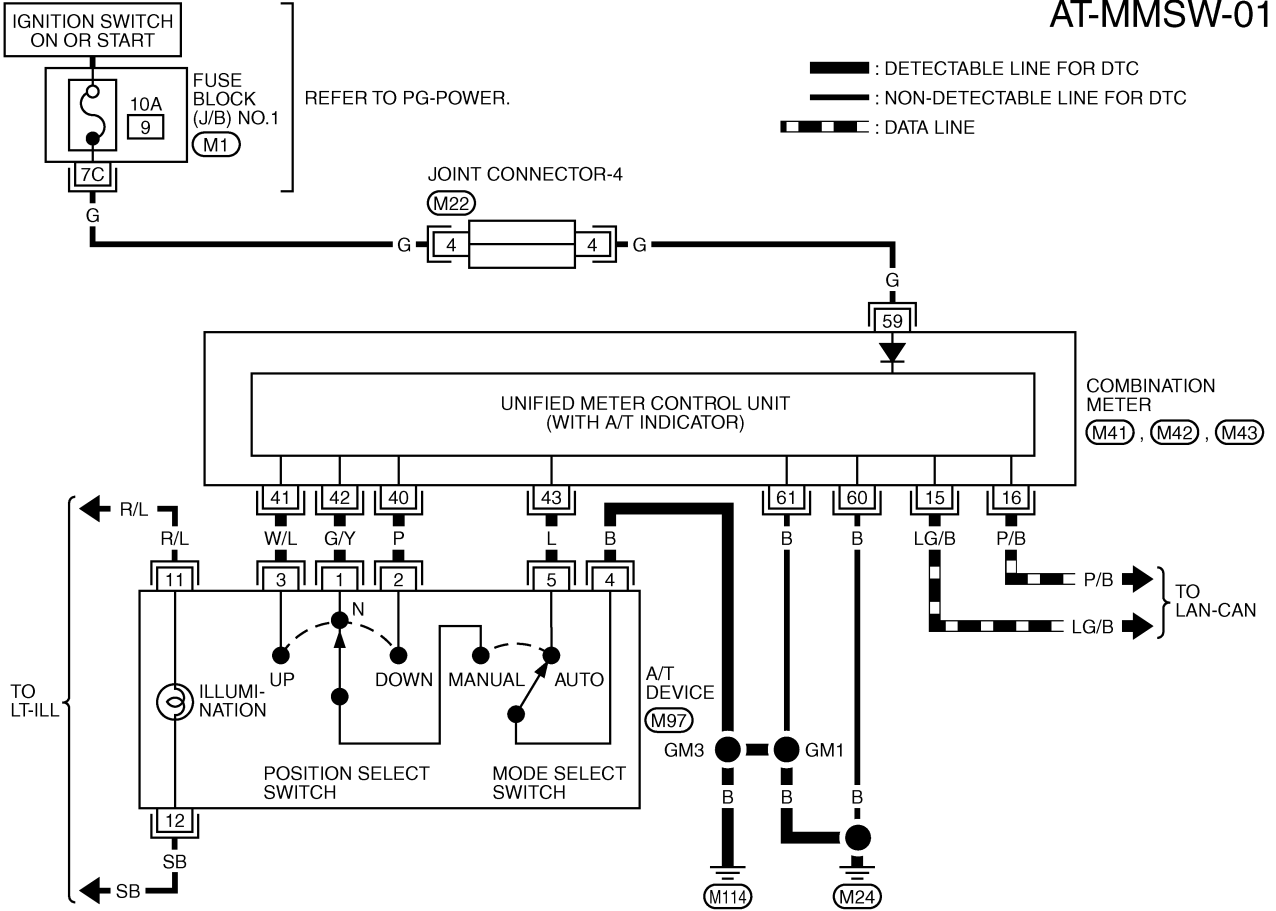 AT-MMSW-01
IGNITION SWITCH
ON OR START
FUSE
BLOCK
(J/B) NO.1
M1
10A
9
7C
REFER TO PG-POWER.
: DETECTABLE LINE FOR DTC
: NON-DETECTABLE LINE FOR DTC
: DATA LINE
JOINT CONNECTOR-4
M22
G
G
4
4
G
G
59
UNIFIED METER CONTROL UNIT
(WITH A/T INDICATOR)
COMBINATION
METER
M41 , M42 , M43
41
42
40
43
61
60
15
16
R/L
R/L
W/L
G/Y
P
L
B
B
B
LG/B
P/B
11
3
1
2
5
4
P/B
LG/B
TO
LAN-CAN
N
UP
DOWN
MANUAL
AUTO
A/T
DEVICE
M97
TO
LT-ILL
ILLUMI-
NATION
POSITION SELECT
SWITCH
MODE SELECT
SWITCH
GM3
GM1
B
B
B
12
SB
SB
M114
M24